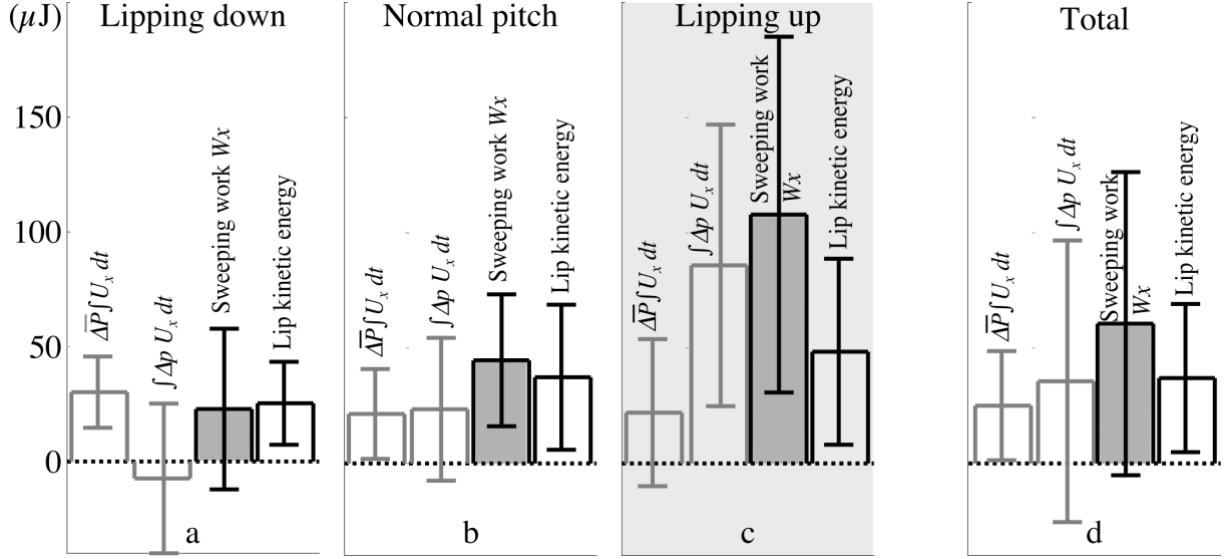 (μJ)
Lipping down
Normal pitch
Lipping up
Total
150
100
50
0
ΔP̅∫Uₓ dt
∫Δp Uₓ dt
Sweeping work Wx
Lip kinetic energy
a
ΔP̅∫Uₓ dt
∫Δp Uₓ dt
Sweeping work Wx
Lip kinetic energy
b
ΔP̅∫Uₓ dt
∫Δp Uₓ dt
Sweeping work
Wx
Lip kinetic energy
c
ΔP̅∫Uₓ dt
∫Δp Uₓ dt
Sweeping work
Wx
Lip kinetic energy
d